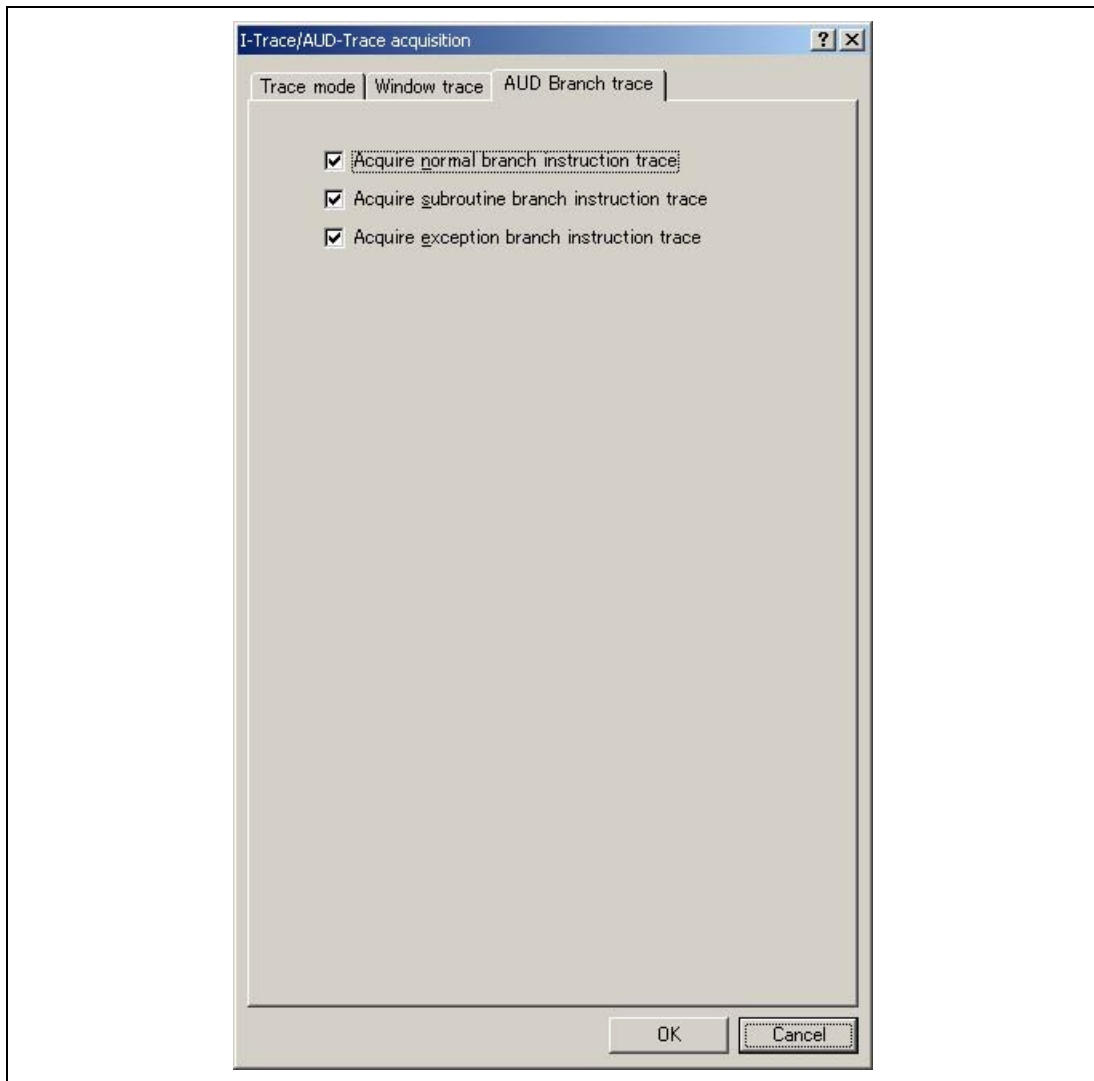 I-Trace/AUD-Trace acquisition
Trace mode Window trace AUD Branch trace
Acquire normal branch instruction trace
Acquire subroutine branch instruction trace
Acquire exception branch instruction trace
OK Cancel